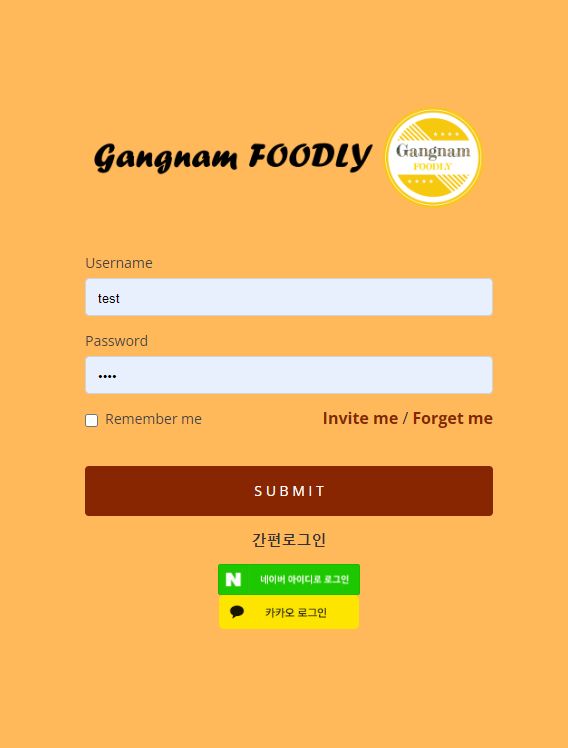 Gangnam FOODLY
Gangnam
FOODLY
Username
test
Password
••••
Remember me
Invite me / Forget me
SUBMIT
간편로그인
N 네이버 아이디로 로그인
카카오 로그인